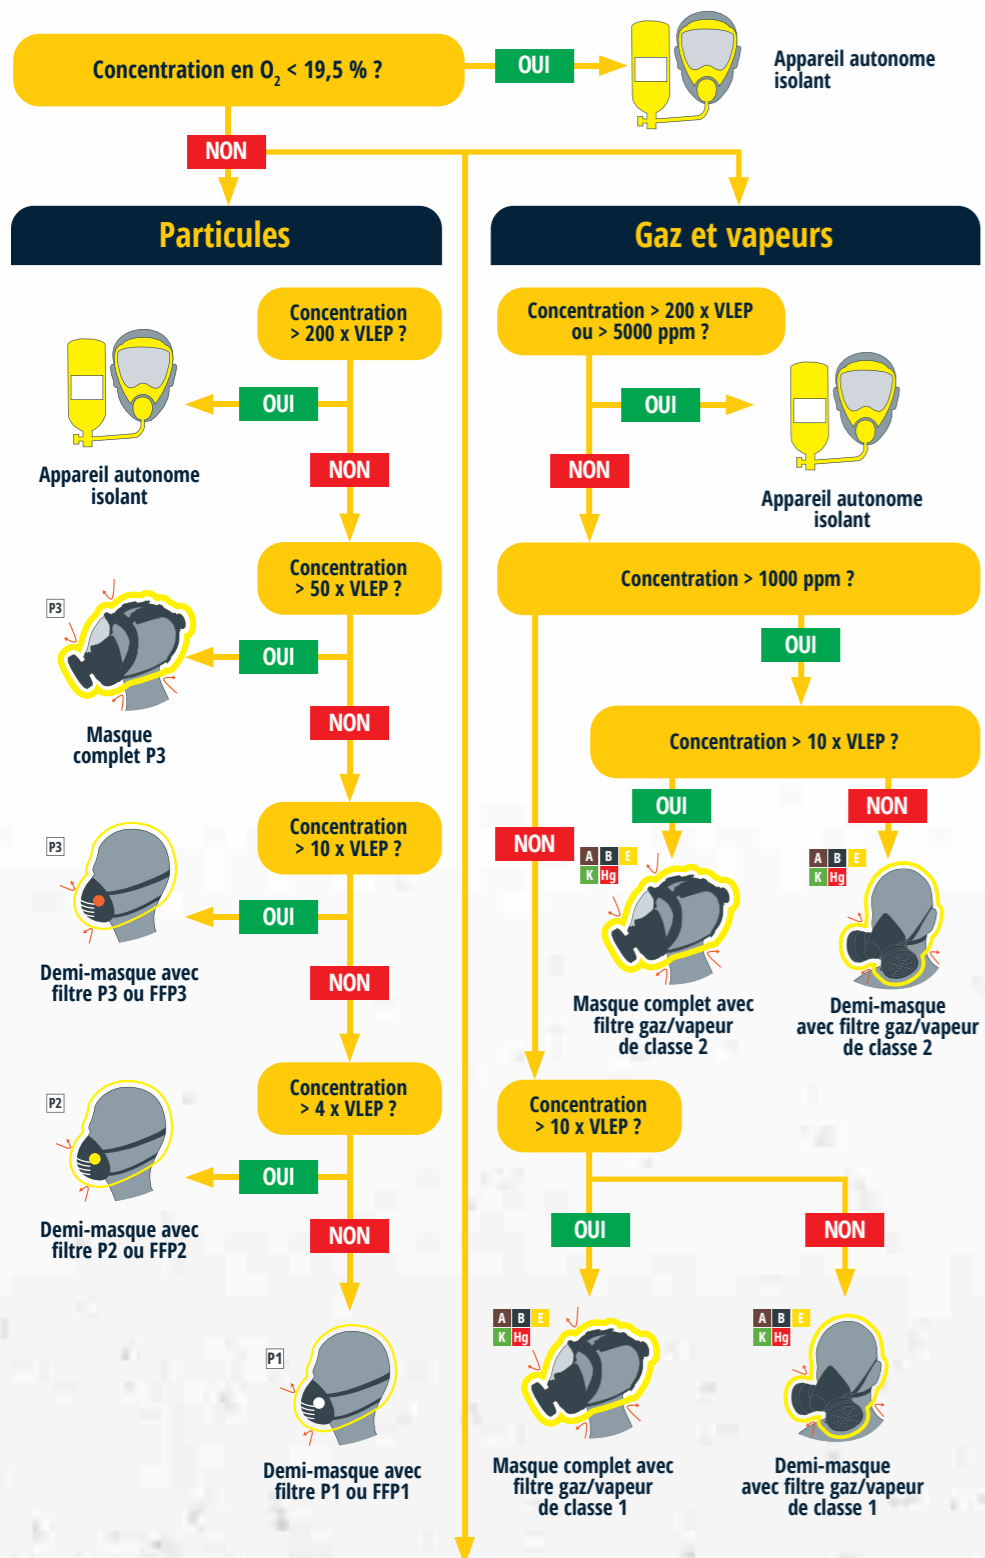 Concentration en O2 < 19,5 % ?
OUI
Appareil autonome
isolant
NON
Particules
Concentration
> 200 x VLEP ?
OUI
Appareil autonome
isolant
NON
Concentration
> 50 x VLEP ?
P3
OUI
Masque
complet P3
NON
Concentration
> 10 x VLEP ?
P3
OUI
Demi-masque avec
filtre P3 ou FFP3
NON
Concentration
> 4 x VLEP ?
P2
OUI
Demi-masque avec
filtre P2 ou FFP2
NON
P1
Demi-masque avec
filtre P1 ou FFP1
Gaz et vapeurs
Concentration > 200 x VLEP
ou > 5000 ppm ?
OUI
Appareil autonome
isolant
NON
Concentration > 1000 ppm ?
OUI
Concentration > 10 x VLEP ?
OUI
A B E
K Hg
Masque complet avec
filtre gaz/vapeur
de classe 2
NON
A B E
K Hg
Demi-masque
avec filtre gaz/vapeur
de classe 2
NON
Concentration
> 10 x VLEP ?
OUI
A B E
K Hg
Masque complet avec
filtre gaz/vapeur
de classe 1
NON
A B E
K Hg
Demi-masque
avec filtre gaz/vapeur
de classe 1